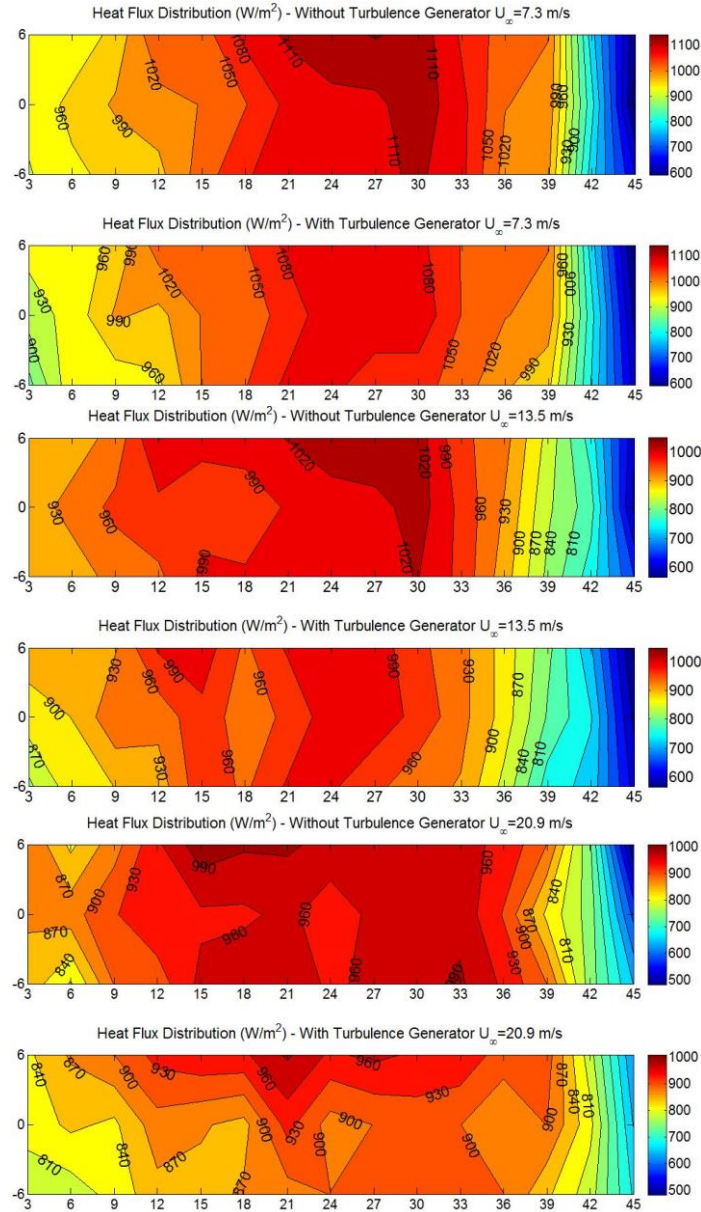 Heat Flux Distribution (W/m²) - Without Turbulence Generator U∞=7.3 m/s
6
0
-6
960 990 1020 1050 1080 1110 1110 1110 1050 1020 990 960 930 900
3 6 9 12 15 18 21 24 27 30 33 36 39 42 45
1100
1000
900
800
700
600
Heat Flux Distribution (W/m²) - With Turbulence Generator U∞=7.3 m/s
6
0
-6
930 900 960 990 990 960 1020 1050 1080 1080 1050 1020 990 960 900 930
3 6 9 12 15 18 21 24 27 30 33 36 39 42 45
1100
1000
900
800
700
600
Heat Flux Distribution (W/m²) - Without Turbulence Generator U∞=13.5 m/s
6
0
-6
930 960 990 990 1020 1020 1020 990 960 930 900 870 840 810
3 6 9 12 15 18 21 24 27 30 33 36 39 42 45
1000
900
800
700
600
Heat Flux Distribution (W/m²) - With Turbulence Generator U∞=13.5 m/s
6
0
-6
900 870 930 960 930 990 960 960 990 960 930 900 870 840 810
3 6 9 12 15 18 21 24 27 30 33 36 39 42 45
1000
900
800
700
600
Heat Flux Distribution (W/m²) - Without Turbulence Generator U∞=20.9 m/s
6
0
-6
870 870 840 900 930 990 960 960 960 990 960 930 900 870 840 810
3 6 9 12 15 18 21 24 27 30 33 36 39 42 45
1000
900
800
700
600
500
Heat Flux Distribution (W/m²) - With Turbulence Generator U∞=20.9 m/s
6
0
-6
840 810 870 840 900 930 870 900 960 930 900 900 960 930 900 870 840 810
3 6 9 12 15 18 21 24 27 30 33 36 39 42 45
1000
900
800
700
600
500